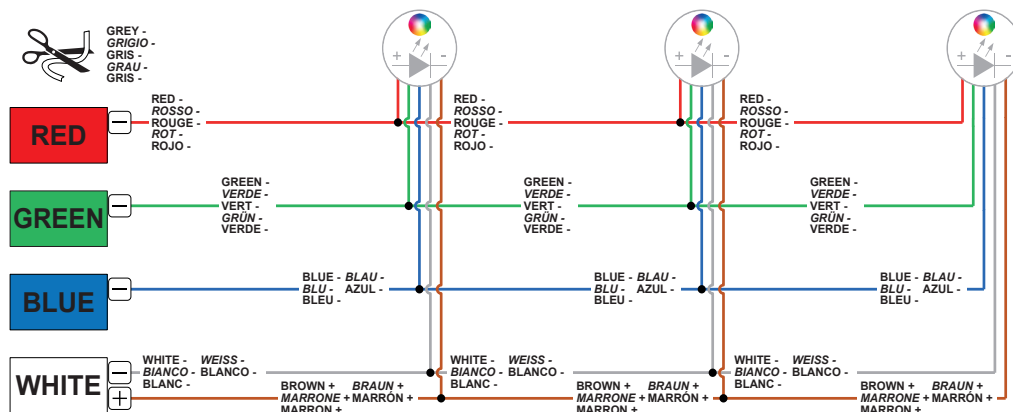 GREY -
GRIGIO -
GRIS -
GRAU -
GRIS -
+ -
+ -
+ -
RED
−
RED -
ROSSO -
ROUGE -
ROT -
ROJO -
RED -
ROSSO -
ROUGE -
ROT -
ROJO -
RED -
ROSSO -
ROUGE -
ROT -
ROJO -
GREEN
−
GREEN -
VERDE -
VERT -
GRÜN -
VERDE -
GREEN -
VERDE -
VERT -
GRÜN -
VERDE -
GREEN -
VERDE -
VERT -
GRÜN -
VERDE -
BLUE
−
BLUE - BLAU -
BLU - AZUL -
BLEU -
BLUE - BLAU -
BLU - AZUL -
BLEU -
BLUE - BLAU -
BLU - AZUL -
BLEU -
WHITE
−
+
WHITE - WEISS -
BIANCO - BLANCO -
BLANC -
WHITE - WEISS -
BIANCO - BLANCO -
BLANC -
WHITE - WEISS -
BIANCO - BLANCO -
BLANC -
BROWN + BRAUN +
MARRONE + MARRÓN +
MARRON +
BROWN + BRAUN +
MARRONE + MARRÓN +
MARRON +
BROWN + BRAUN +
MARRONE + MARRÓN +
MARRON +